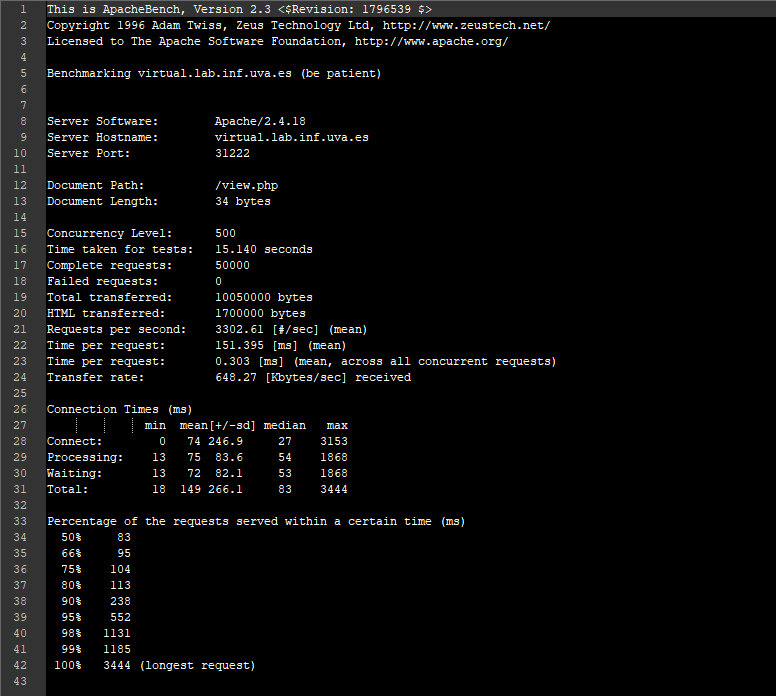 1 This is ApacheBench, Version 2.3 <$Revision: 1796539 $>
2 Copyright 1996 Adam Twiss, Zeus Technology Ltd, http://www.zeustech.net/
3 Licensed to The Apache Software Foundation, http://www.apache.org/
4
5 Benchmarking virtual.lab.inf.uva.es (be patient)
6
7
8 Server Software:        Apache/2.4.18
9 Server Hostname:        virtual.lab.inf.uva.es
10 Server Port:            31222
11
12 Document Path:          /view.php
13 Document Length:        34 bytes
14
15 Concurrency Level:      500
16 Time taken for tests:   15.140 seconds
17 Complete requests:      50000
18 Failed requests:        0
19 Total transferred:      10050000 bytes
20 HTML transferred:       1700000 bytes
21 Requests per second:    3302.61 [#/sec] (mean)
22 Time per request:       151.395 [ms] (mean)
23 Time per request:       0.303 [ms] (mean, across all concurrent requests)
24 Transfer rate:          648.27 [Kbytes/sec] received
25
26 Connection Times (ms)
27               min  mean[+/-sd] median   max
28 Connect:        0   74 246.9     27    3153
29 Processing:    13   75  83.6     54    1868
30 Waiting:       13   72  82.1     53    1868
31 Total:         18  149 266.1     83    3444
32
33 Percentage of the requests served within a certain time (ms)
34   50%     83
35   66%     95
36   75%    104
37   80%    113
38   90%    238
39   95%    552
40   98%   1131
41   99%   1185
42  100%   3444 (longest request)
43